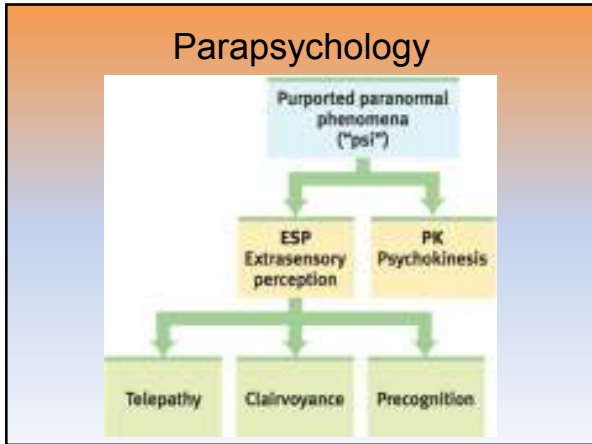 Parapsychology
Purported paranormal
phenomena
("psi")
ESP
Extrasensory
perception
PK
Psychokinesis
Telepathy
Clairvoyance
Precognition